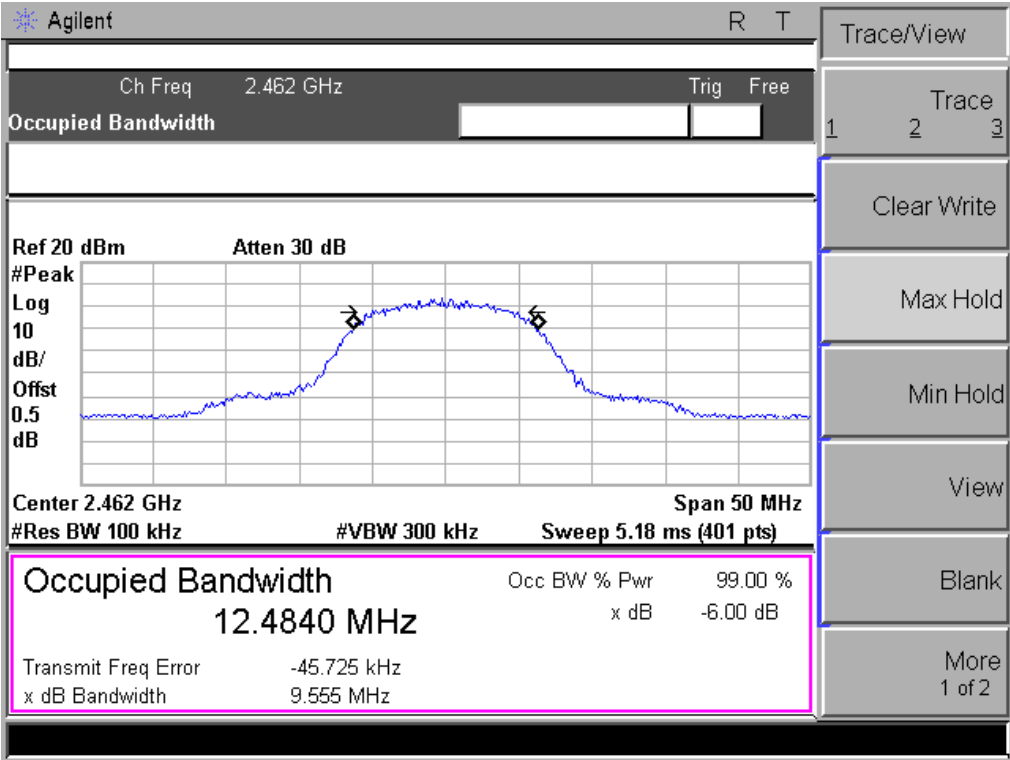 Agilent R T
Trace/View
Ch Freq 2.462 GHz Trig Free
Occupied Bandwidth
Trace
1 2 3
Clear Write
Ref 20 dBm Atten 30 dB
#Peak
Log
10
dB/
Offst
0.5
dB
Max Hold
Min Hold
View
Center 2.462 GHz Span 50 MHz
#Res BW 100 kHz #VBW 300 kHz Sweep 5.18 ms (401 pts)
Occupied Bandwidth
12.4840 MHz
Occ BW % Pwr 99.00 %
x dB -6.00 dB
Transmit Freq Error -45.725 kHz
x dB Bandwidth 9.555 MHz
Blank
More
1 of 2